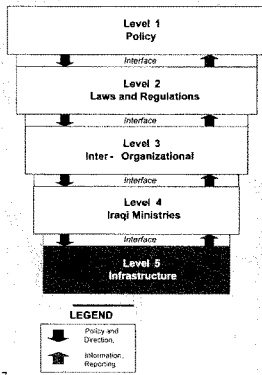 Level 1
Policy
Interface
Level 2
Laws and Regulations
Interface
Level 3
Inter - Organizational
Interface
Level 4
Iraqi Ministries
Interface
Level 5
Infrastructure
LEGEND
Policy and
Direction,
Information,
Reporting